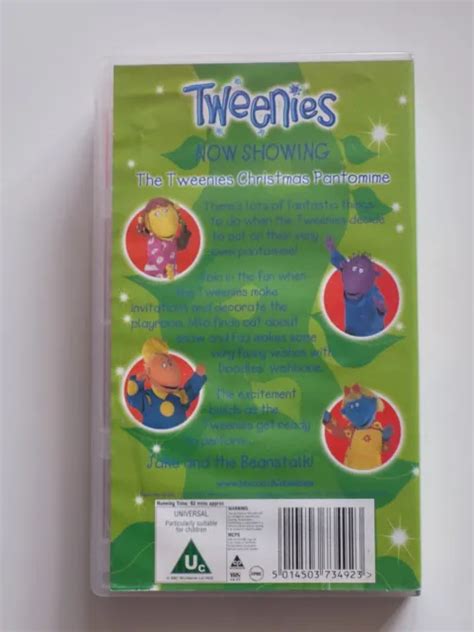 Tweenies
NOW SHOWING
The Tweenies Christmas Pantomime
There's lots of fantastic things
to do when the Tweenies decide
to put on their very
own pantomime!
Join in the fun when
the Tweenies make
invitations and decorate the
playroom, Milo finds out about
snow and Fizz makes some
very fizzy wishes with
Doodles' wishbone.
The excitement
builds as the
Tweenies get ready
to perform...
Jake and the Beanstalk!
Running Time: 62 mins approx
UNIVERSAL
Particularly suitable
for children
U
WARNING
VHS
5 014503 734923